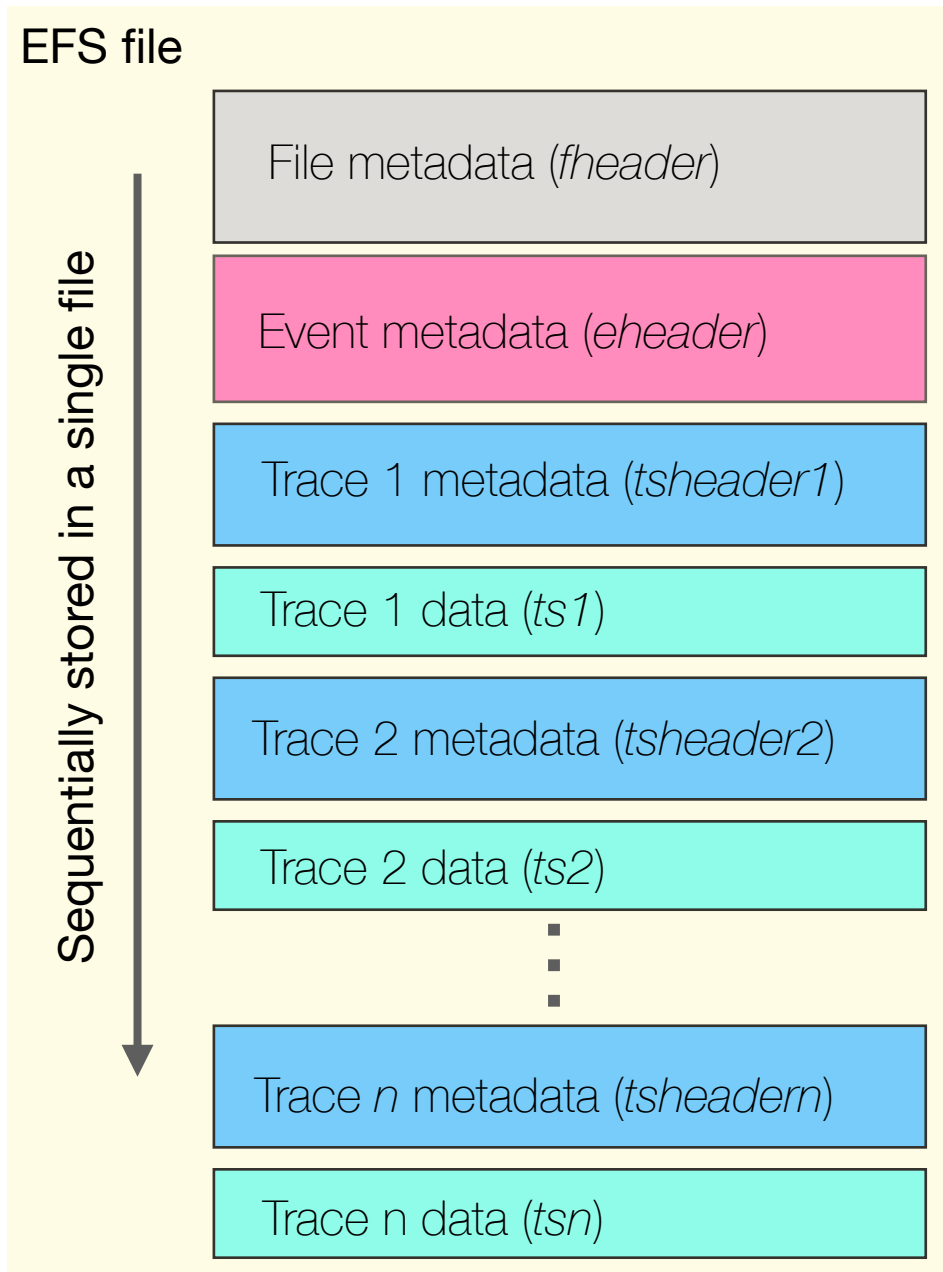 EFS file
Sequentially stored in a single file
File metadata (fheader)
Event metadata (eheader)
Trace 1 metadata (tsheader1)
Trace 1 data (ts1)
Trace 2 metadata (tsheader2)
Trace 2 data (ts2)
Trace n metadata (tsheadern)
Trace n data (tsn)